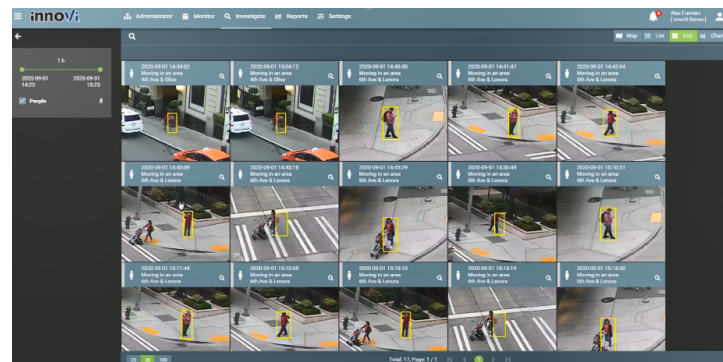 innoVi
Administrator Monitor Investigate Reports Settings
Alex Furman
[ InnoVi Demo ]
Map List Grid Chart
1 h
2020-09-01 14:23
2020-09-01 15:23
People
2020-09-01 14:34:02
Moving in an area
4th Ave & Olive
2020-09-01 15:04:12
Moving in an area
4th Ave & Olive
2020-09-01 14:40:50
Moving in an area
6th Ave & Lenora
2020-09-01 14:41:47
Moving in an area
6th Ave & Lenora
2020-09-01 14:42:44
Moving in an area
6th Ave & Lenora
Moving in an area
6th Ave & Lenora
2020-09-01 14:45:18
Moving in an area
6th Ave & Lenora
2020-09-01 14:45:29
Moving in an area
6th Ave & Lenora
2020-09-01 14:50:49
Moving in an area
6th Ave & Lenora
2020-09-01 15:10:51
Moving in an area
6th Ave & Lenora
2020-09-01 15:11:48
Moving in an area
6th Ave & Lenora
2020-09-01 15:12:45
Moving in an area
6th Ave & Lenora
2020-09-01 15:15:10
Moving in an area
6th Ave & Lenora
2020-09-01 15:15:19
Moving in an area
6th Ave & Lenora
2020-09-01 15:15:30
Moving in an area
6th Ave & Lenora
25 50 100
Total: 17, Page: 1 / 1
1